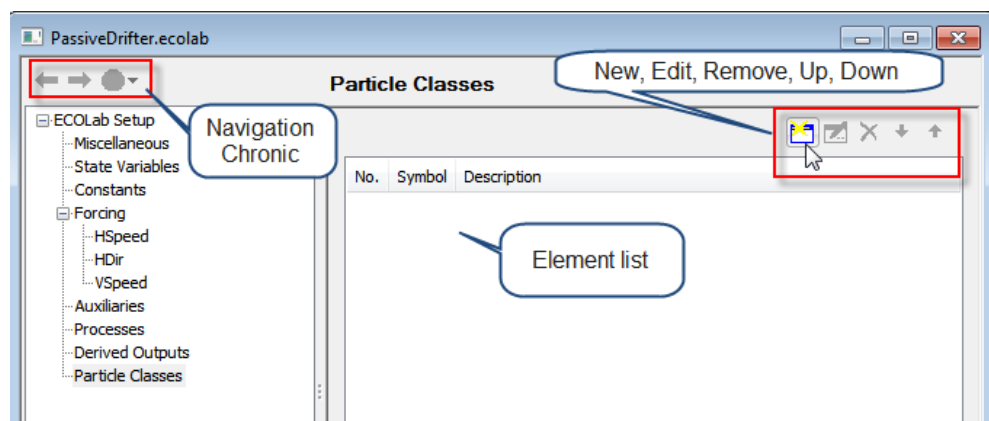 PassiveDrifter.ecolab
Particle Classes
New, Edit, Remove, Up, Down
Navigation
Chronic
ECOLab Setup
Miscellaneous
State Variables
Constants
Forcing
HSpeed
HDir
VSpeed
Auxiliaries
Processes
Derived Outputs
Particle Classes
No. Symbol Description
Element list